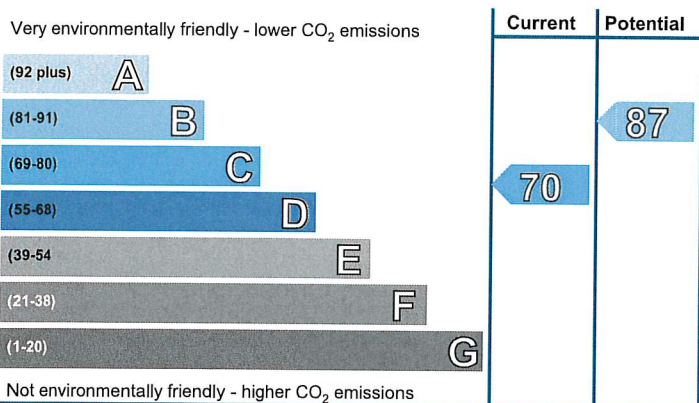 Very environmentally friendly - lower CO₂ emissions
Current
Potential
(92 plus) A
(81-91) B
87
(69-80) C
70
(55-68) D
(39-54 E
(21-38) F
(1-20) G
Not environmentally friendly - higher CO₂ emissions